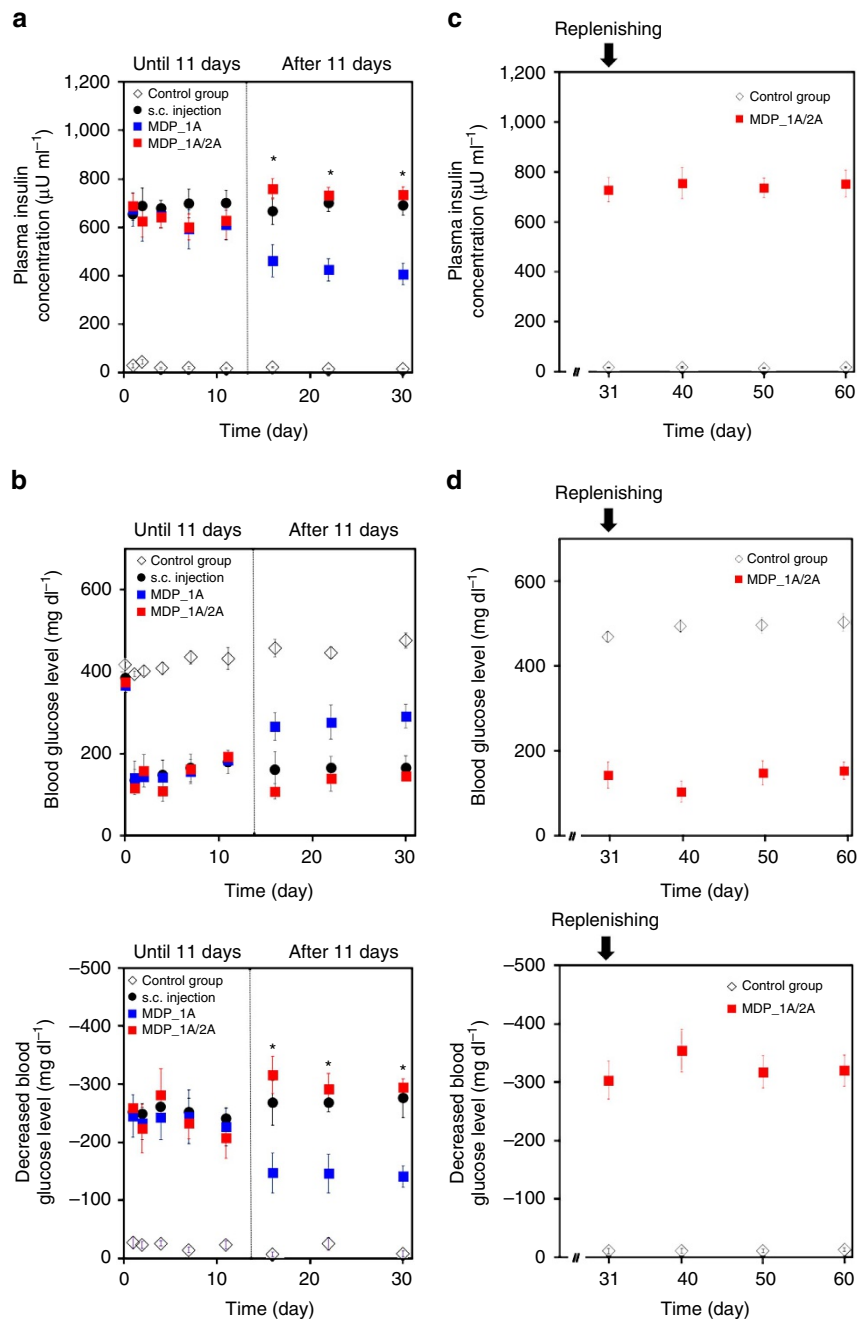 a
Until 11 days
After 11 days
1,200
1,000
800
600
400
200
0
Control group
s.c. injection
MDP_1A
MDP_1A/2A
*
*
*
Plasma insulin
concentration (μU ml⁻¹)
0
10
20
30
Time (day)
c
Replenishing
1,200
1,000
800
600
400
200
0
Control group
MDP_1A/2A
Plasma insulin
concentration (μU ml⁻¹)
31
40
50
60
Time (day)
b
Until 11 days
After 11 days
600
400
200
0
Control group
s.c. injection
MDP_1A
MDP_1A/2A
Blood glucose level (mg dl⁻¹)
0
10
20
30
Time (day)
d
Replenishing
600
400
200
0
Control group
MDP_1A/2A
Blood glucose level (mg dl⁻¹)
31
40
50
60
Time (day)
Until 11 days
After 11 days
–500
–400
–300
–200
–100
0
Control group
s.c. injection
MDP_1A
MDP_1A/2A
*
*
*
Decreased blood
glucose level (mg dl⁻¹)
0
10
20
30
Time (day)
Replenishing
–500
–400
–300
–200
–100
0
Control group
MDP_1A/2A
Decreased blood
glucose level (mg dl⁻¹)
31
40
50
60
Time (day)